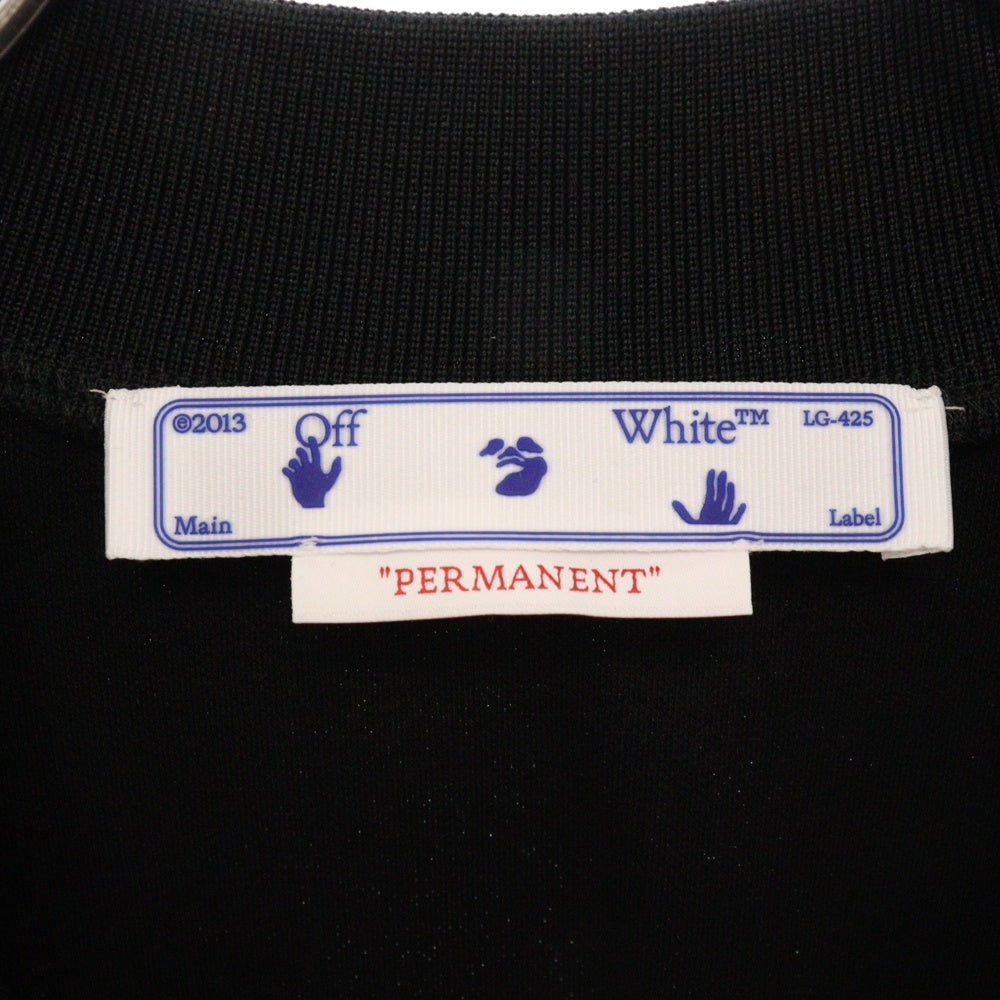 ©2013 Off White™ LG-425
Main Label
"PERMANENT"